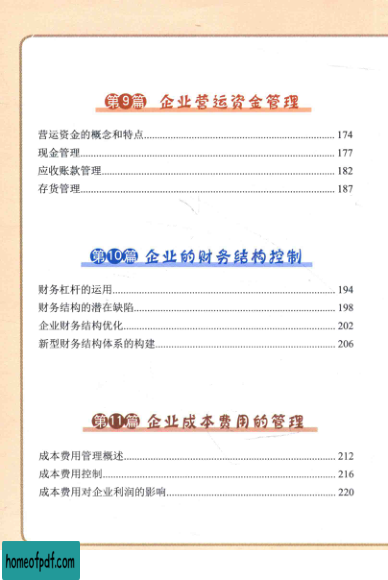 第9篇 企业营运资金管理
营运资金的概念和特点 174
现金管理 177
应收账款管理 182
存货管理 187
第10篇 企业的财务结构控制
财务杠杆的运用 194
财务结构的潜在缺陷 198
企业财务结构优化 202
新型财务结构体系的构建 206
第11篇 企业成本费用的管理
成本费用管理概述 212
成本费用控制 216
成本费用对企业利润的影响 220
homeofpdf.com